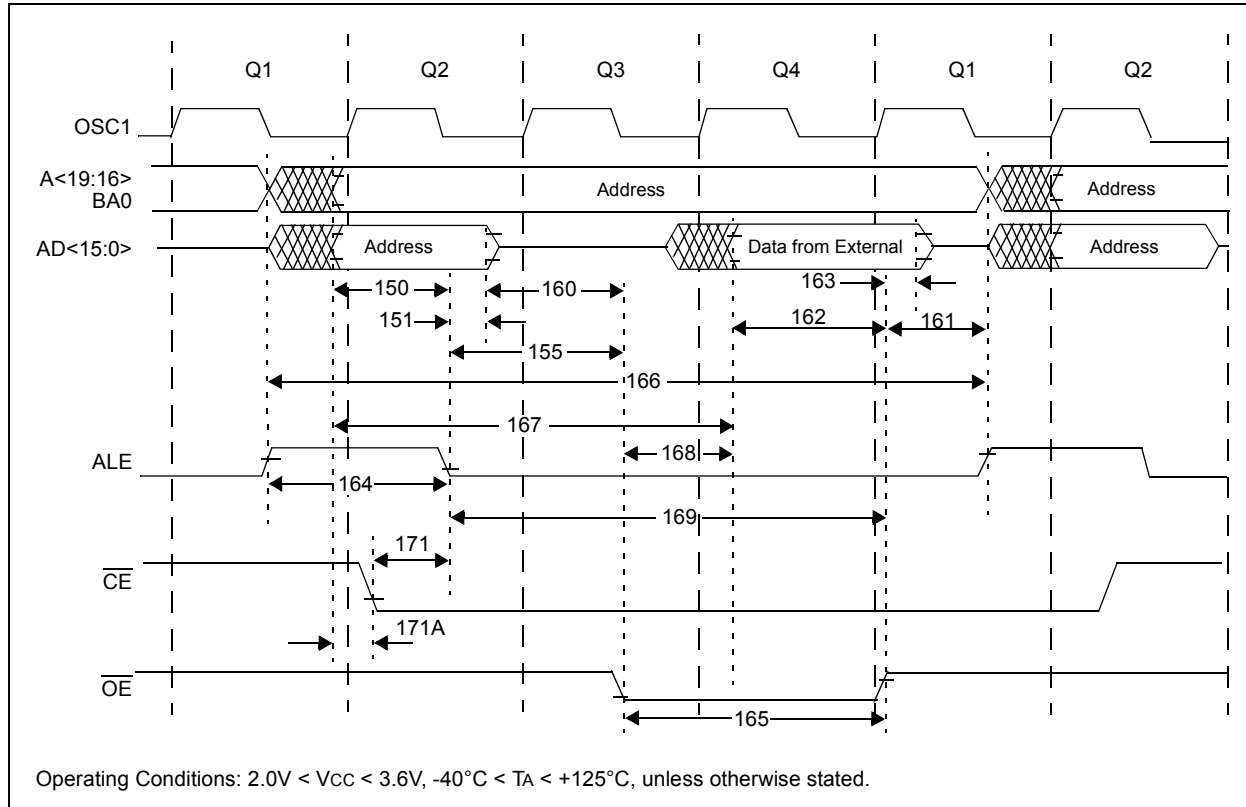 Q1 Q2 Q3 Q4 Q1 Q2
OSC1
A<19:16>
BA0
Address
Address
AD<15:0>
Address
Data from External
Address
150
160
163
151
162
161
155
166
167
ALE
168
164
169
171
CE
171A
OE
165
Operating Conditions: 2.0V < VCC < 3.6V, -40°C < TA < +125°C, unless otherwise stated.